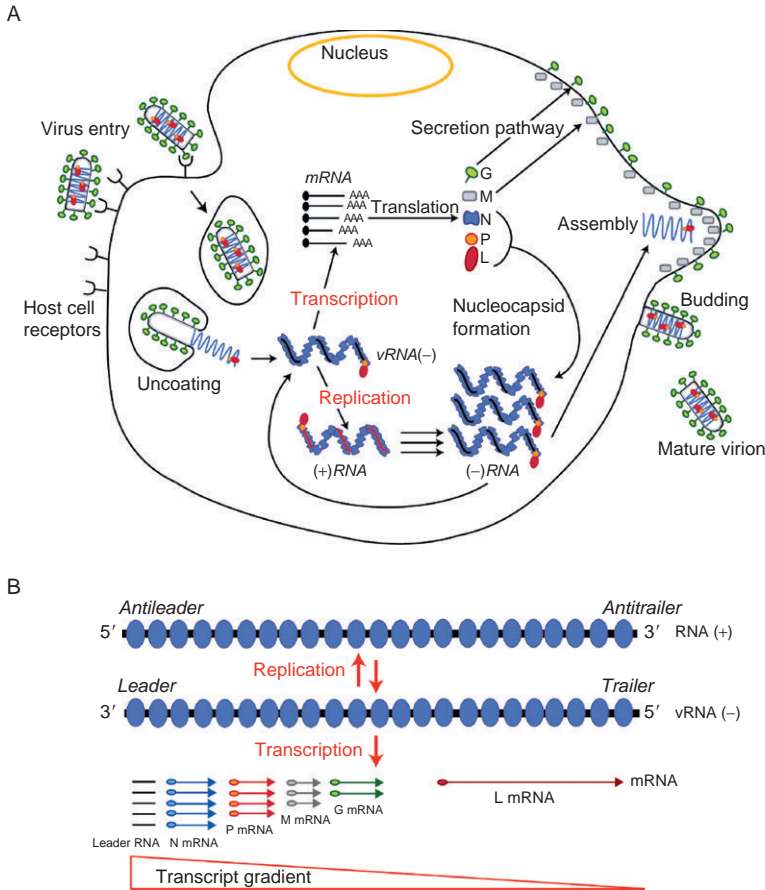 A
Nucleus
Virus entry
Secretion pathway
G
mRNA
AAA
AAA
AAA
AAA
AAA
Translation
M
N
P
L
Assembly
Host cell
receptors
Transcription
Nucleocapsid
formation
Budding
Uncoating
vRNA(−)
Replication
Mature virion
(+)RNA
(−)RNA
B
Antileader
Antitrailer
5′
3′
RNA (+)
Replication
Leader
Trailer
3′
5′
vRNA (−)
Transcription
mRNA
L mRNA
Leader RNA
N mRNA
P mRNA
M mRNA
G mRNA
Transcript gradient